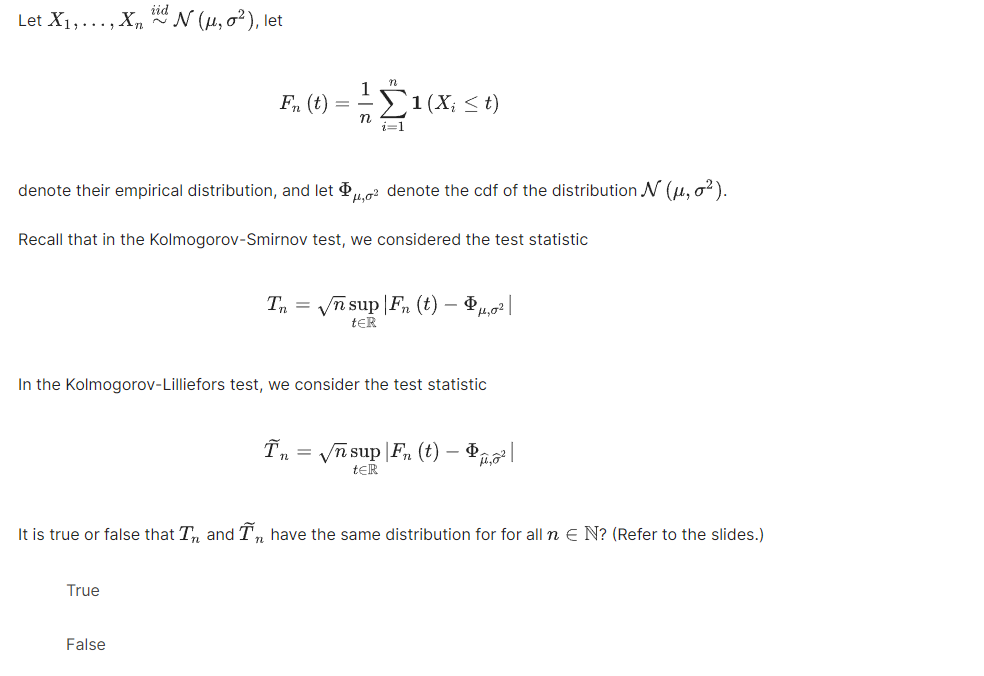 Let $X_1, \ldots, X_n \overset{iid}{\sim} \mathcal{N}(\mu, \sigma^2)$, let
$F_n(t) = \frac{1}{n} \sum_{i=1}^{n} \mathbf{1}(X_i \leq t)$
denote their empirical distribution, and let $\Phi_{\mu,\sigma^2}$ denote the cdf of the distribution $\mathcal{N}(\mu, \sigma^2)$.
Recall that in the Kolmogorov-Smirnov test, we considered the test statistic
$T_n = \sqrt{n} \sup_{t \in \mathbb{R}} |F_n(t) - \Phi_{\mu,\sigma^2}|$
In the Kolmogorov-Lilliefors test, we consider the test statistic
$\widetilde{T}_n = \sqrt{n} \sup_{t \in \mathbb{R}} |F_n(t) - \Phi_{\widehat{\mu},\widehat{\sigma}^2}|$
It is true or false that $T_n$ and $\widetilde{T}_n$ have the same distribution for for all $n \in \mathbb{N}$? (Refer to the slides.)
True
False